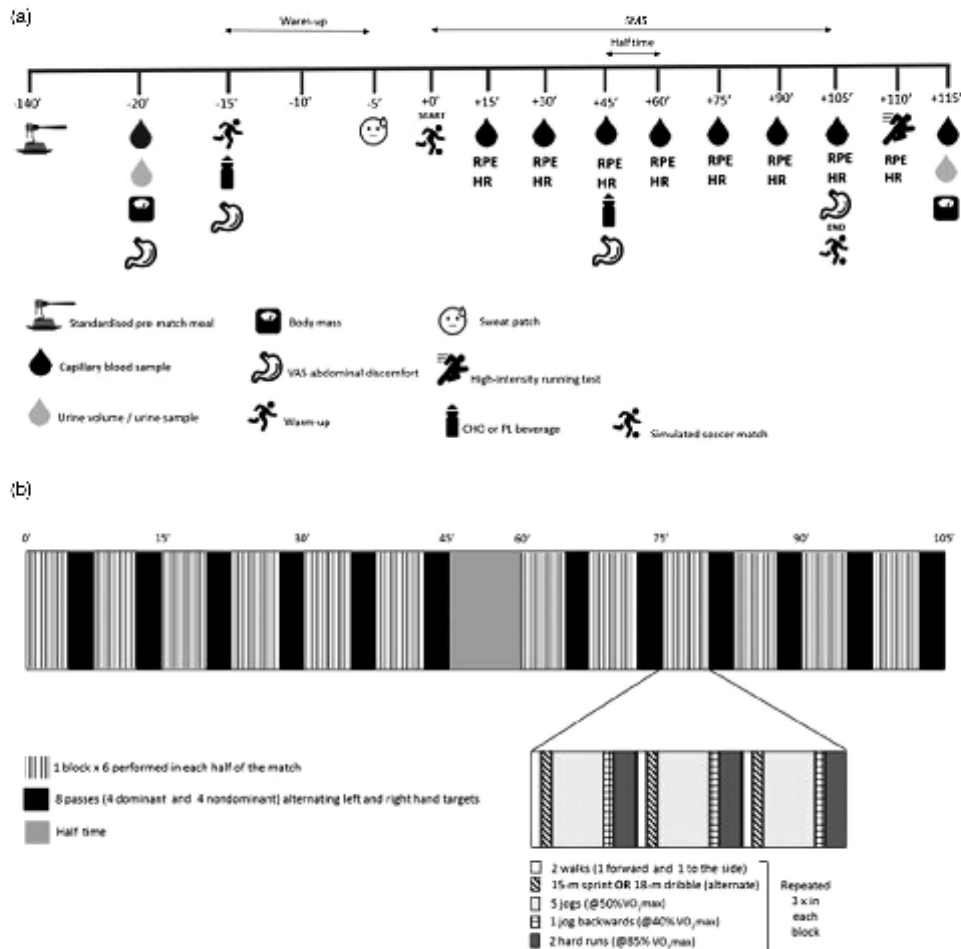 (a)
Warm-up
SMS
Half time
-140'
-20'
-15'
-10'
-5'
+0'
+15'
+30'
+45'
+60'
+75'
+90'
+105'
+110'
+115'
START
RPE
HR
RPE
HR
RPE
HR
RPE
HR
RPE
HR
RPE
HR
RPE
HR
RPE
HR
END
Standardised pre-match meal
Body mass
Sweat patch
Capillary blood sample
VAS abdominal discomfort
High-intensity running test
Urine volume / urine sample
Warm-up
CHO or PL beverage
Simulated soccer match
(b)
0'
15'
30'
45'
60'
75'
90'
105'
1 block x 6 performed in each half of the match
8 passes (4 dominant and 4 nondominant) alternating left and right hand targets
Half time
2 walks (1 forward and 1 to the side)
15-m sprint OR 18-m dribble (alternate)
5 jogs (@50%VO₂max)
1 jog backwards (@40%VO₂max)
2 hard runs (@85%VO₂max)
Repeated
3 x in
each
block